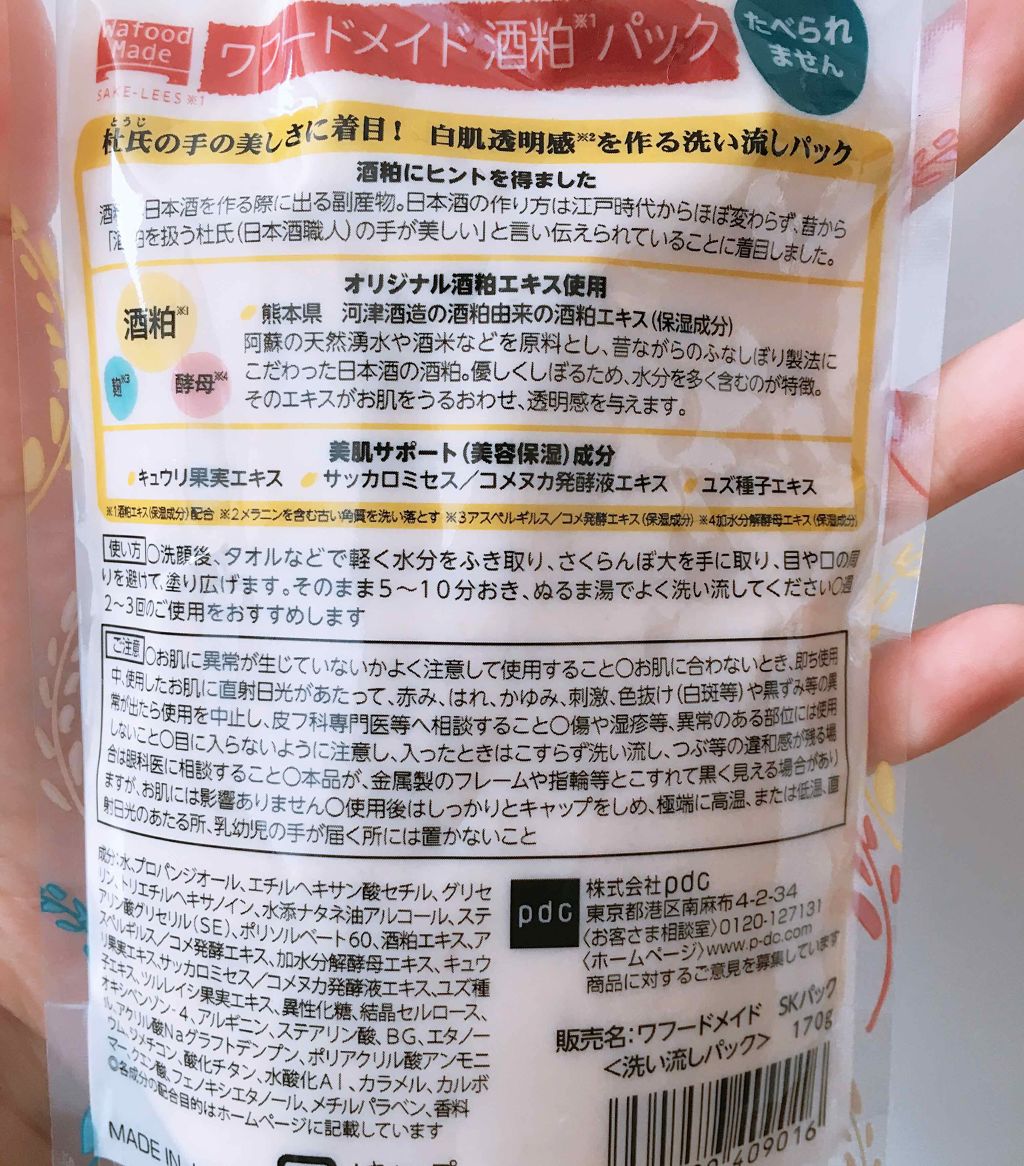 Wafood
Made
SAKE-LEES※1
ワフードメイド 酒粕※1パック
たべられ
ません
とうじ
杜氏の手の美しさに着目! 白肌透明感※2を作る洗い流しパック
酒粕にヒントを得ました
日本酒を作る際に出る副産物。日本酒の作り方は江戸時代からほぼ変わらず、昔から
を扱う杜氏(日本酒職人)の手が美しい」と言い伝えられていることに着目しました。
酒粕※1
麹※3
酵母※4
オリジナル酒粕エキス使用
熊本県 河津酒造の酒粕由来の酒粕エキス(保湿成分)
阿蘇の天然湧水や酒米などを原料とし、昔ながらのふなしぼり製法に
こだわった日本酒の酒粕。優しくしぼるため、水分を多く含むのが特徴。
そのエキスがお肌をうるおわせ、透明感を与えます。
美肌サポート(美容保湿)成分
キュウリ果実エキス サッカロミセス/コメヌカ発酵液エキス ユズ種子エキス
※1酒粕エキス(保湿成分)配合 ※2メラニンを含む古い角質を洗い落とす ※3アスペルギルス/コメ発酵エキス(保湿成分) ※4加水分解酵母エキス(保湿成分)
使い方 ○洗顔後、タオルなどで軽く水分をふき取り、さくらんぼ大を手に取り、目や口の周
りを避けて、塗り広げます。そのまま5～10分おき、ぬるま湯でよく洗い流してください○週
2～3回のご使用をおすすめします
ご注意 ○お肌に異常が生じていないかよく注意して使用すること○お肌に合わないとき、即ち使用
中、使用したお肌に直射日光があたって、赤み、はれ、かゆみ、刺激、色抜け(白斑等)や黒ずみ等の異
常が出たら使用を中止し、皮フ科専門医等へ相談すること○傷や湿疹等、異常のある部位には使用
しないこと○目に入らないように注意し、入ったときはこすらず洗い流し、つぶ等の違和感が残る場
合は眼科医に相談すること○本品が、金属製のフレームや指輪等とこすれて黒く見える場合があり
ますが、お肌には影響ありません○使用後はしっかりとキャップをしめ、極端に高温、または低温、直
射日光のあたる所、乳幼児の手が届く所には置かないこと
成分:水、プロパンジオール、エチルヘキサン酸セチル、グリセ
リン、トリエチルヘキサノイン、水添ナタネ油アルコール、ステ
アリン酸グリセリル(SE)、ポリソルベート60、酒粕エキス、ア
スペルギルス/コメ発酵エキス、加水分解酵母エキス、キュウ
リ果実エキス、サッカロミセス/コメヌカ発酵液エキス、ユズ種
子エキス、ツルレイシ果実エキス、異性化糖、結晶セルロース、
オキシベンゾン-4、アルギニン、ステアリン酸、BG、エタノー
ル、アクリル酸Naグラフトデンプン、ポリアクリル酸アンモニ
ウム、ジメチコン、酸化チタン、水酸化Al、カラメル、カルボ
マー、クエン酸、フェノキシエタノール、メチルパラベン、香料
◎各成分の配合目的はホームページに記載しています
MADE IN
pdc
株式会社pdc
東京都港区南麻布4-2-34
〈お客さま相談室〉0120-127131
〈ホームページ〉www.p-dc.com
商品に対するご意見を募集しています
販売名:ワフードメイド SKパック
<洗い流しパック> 170g
409016
キャップ